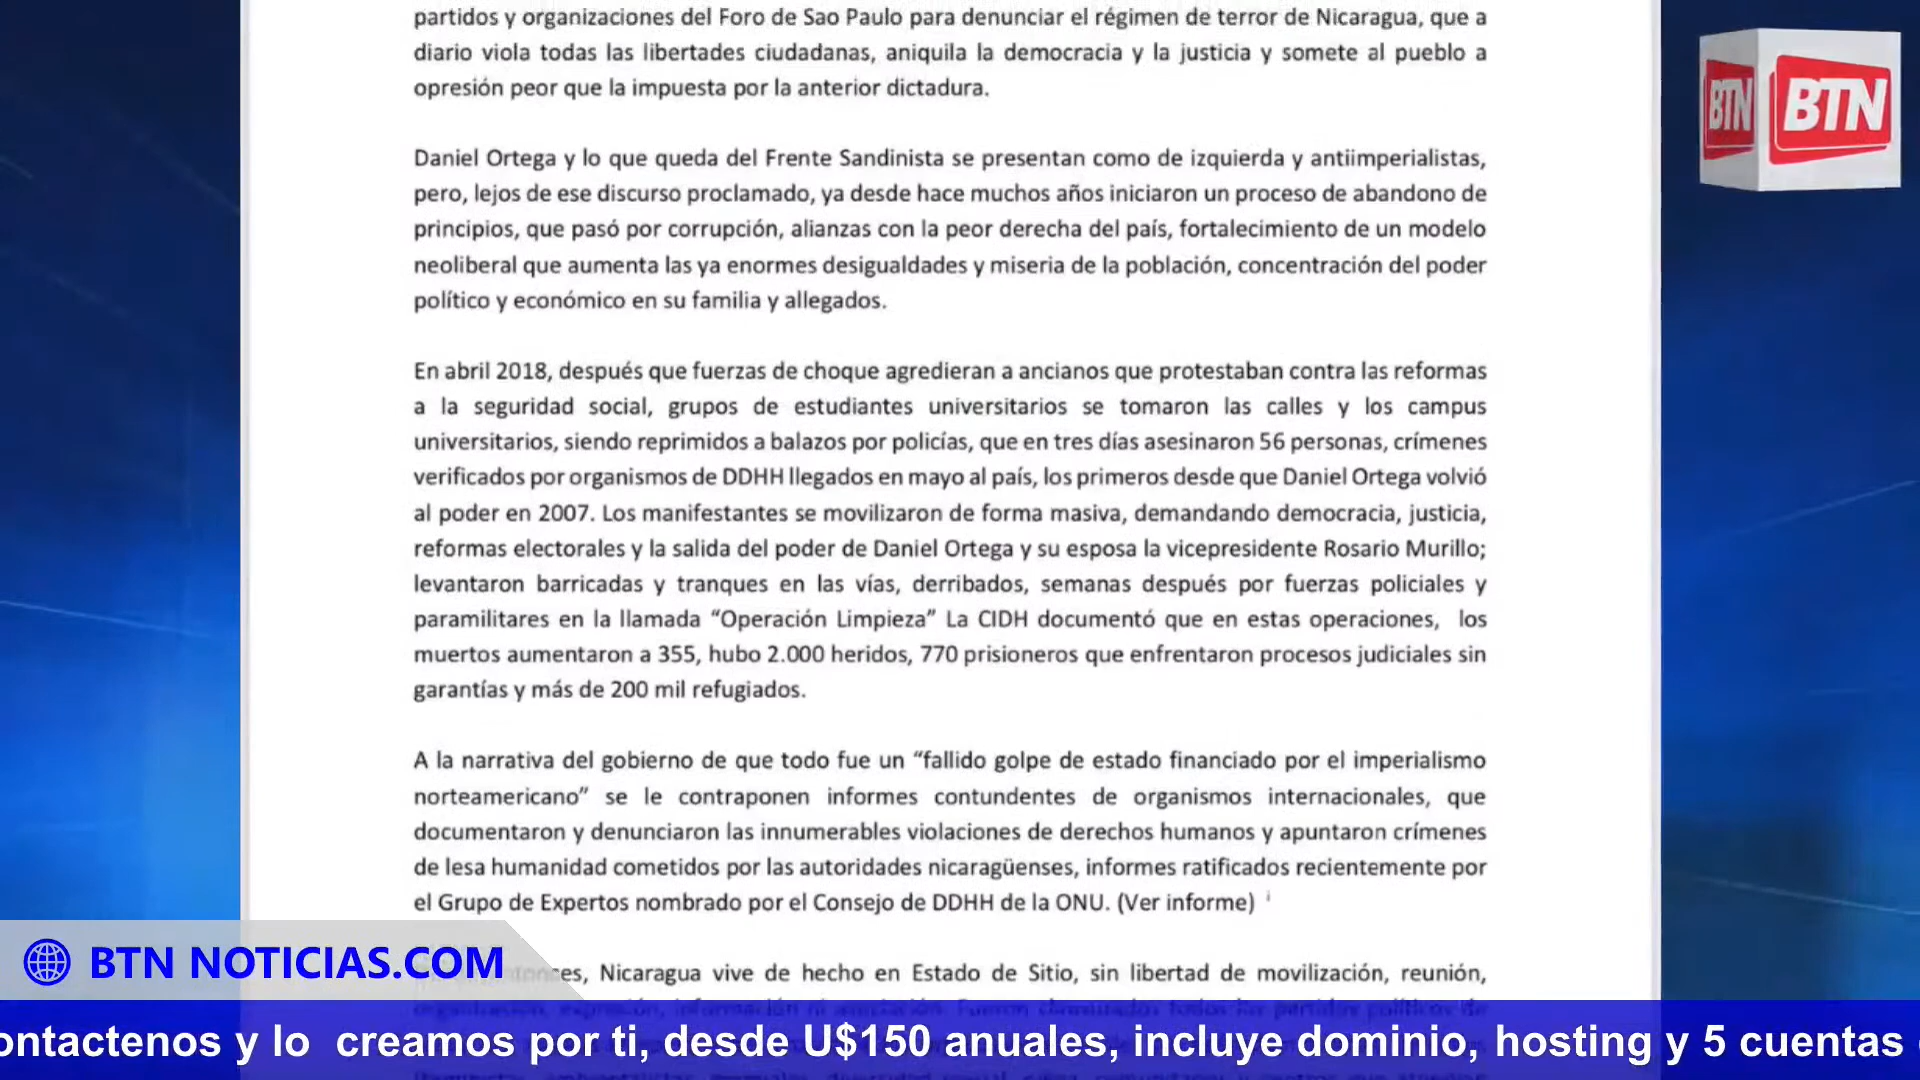 partidos y organizaciones del Foro de Sao Paulo para denunciar el régimen de terror de Nicaragua, que a
diario viola todas las libertades ciudadanas, aniquila la democracia y la justicia y somete al pueblo a
opresión peor que la impuesta por la anterior dictadura.
BTN
BTN
Daniel Ortega y lo que queda del Frente Sandinista se presentan como de izquierda y antiimperialistas,
pero, lejos de ese discurso proclamado, ya desde hace muchos años iniciaron un proceso de abandono de
principios, que pasó por corrupción, alianzas con la peor derecha del país, fortalecimiento de un modelo
neoliberal que aumenta las ya enormes desigualdades y miseria de la población, concentración del poder
político y económico en su familia y allegados.
En abril 2018, después que fuerzas de choque agredieran a ancianos que protestaban contra las reformas
a la seguridad social, grupos de estudiantes universitarios se tomaron las calles y los campus
universitarios, siendo reprimidos a balazos por policías, que en tres días asesinaron 56 personas, crímenes
verificados por organismos de DDHH llegados en mayo al país, los primeros desde que Daniel Ortega volvió
al poder en 2007. Los manifestantes se movilizaron de forma masiva, demandando democracia, justicia,
reformas electorales y la salida del poder de Daniel Ortega y su esposa la vicepresidente Rosario Murillo;
levantaron barricadas y tranques en las vías, derribados, semanas después por fuerzas policiales y
paramilitares en la llamada “Operación Limpieza” La CIDH documentó que en estas operaciones, los
muertos aumentaron a 355, hubo 2.000 heridos, 770 prisioneros que enfrentaron procesos judiciales sin
garantías y más de 200 mil refugiados.
A la narrativa del gobierno de que todo fue un “fallido golpe de estado financiado por el imperialismo
norteamericano” se le contraponen informes contundentes de organismos internacionales, que
documentaron y denunciaron las innumerables violaciones de derechos humanos y apuntaron crímenes
de lesa humanidad cometidos por las autoridades nicaragüenses, informes ratificados recientemente por
el Grupo de Expertos nombrado por el Consejo de DDHH de la ONU. (Ver informe) i
BTN NOTICIAS.COM
Nicaragua vive de hecho en Estado de Sitio, sin libertad de movilización, reunión,
ontactenos y lo creamos por ti, desde U$150 anuales, incluye dominio, hosting y 5 cuentas